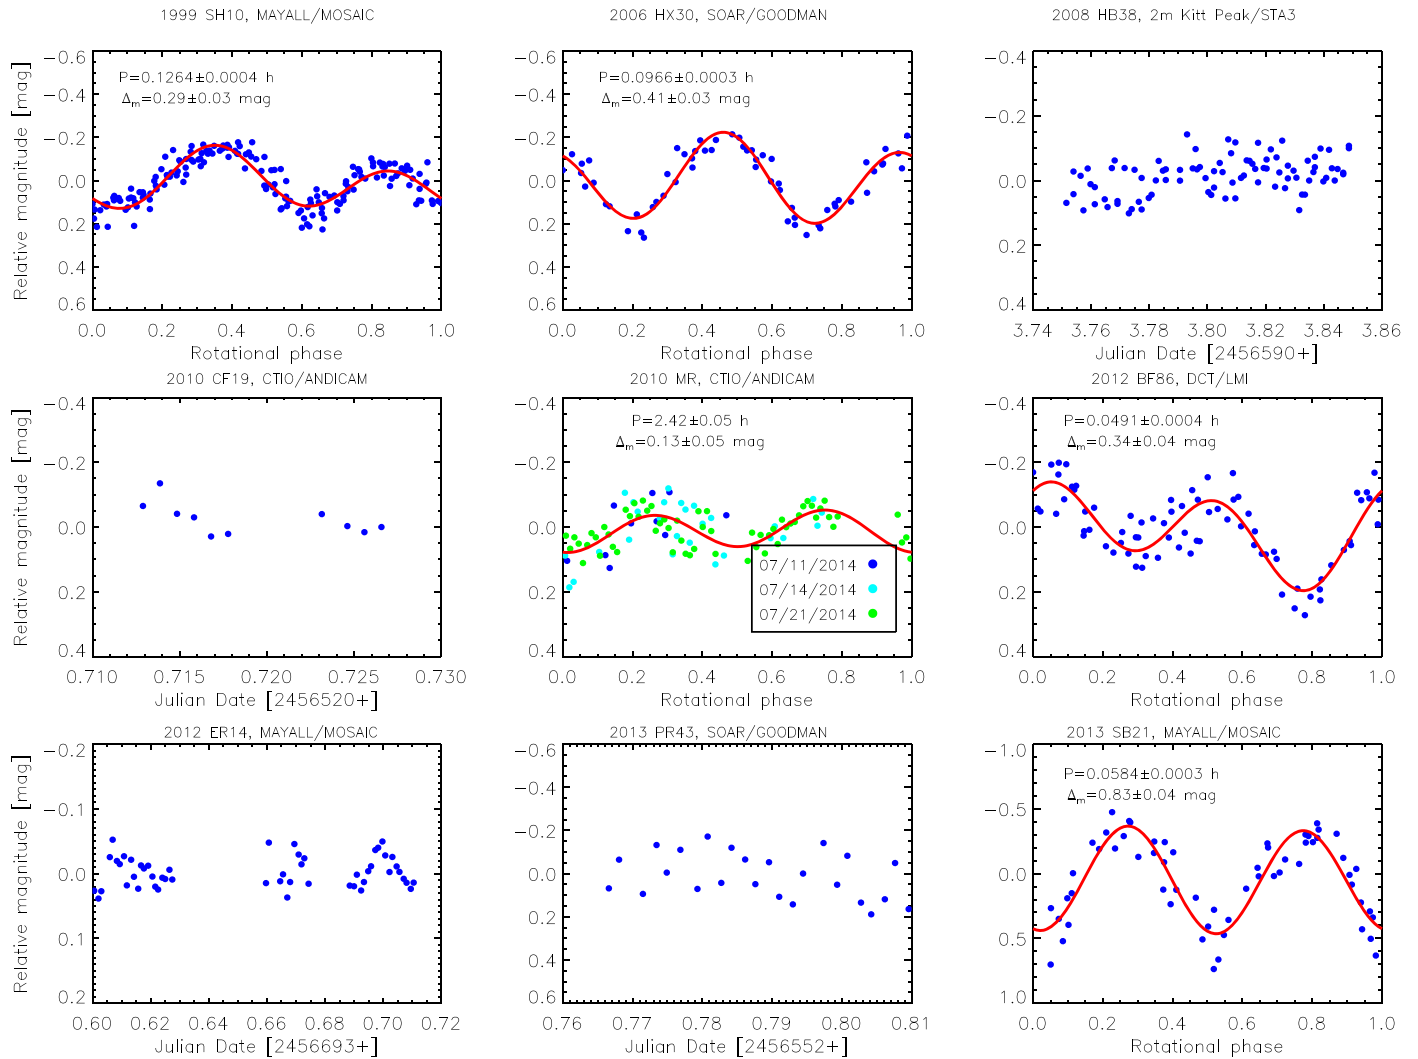 1999 SH10, MAYALL/MOSAIC
Relative magnitude [mag]
−0.6
−0.4
−0.2
0.0
0.2
0.4
0.6
P=0.1264±0.0004 h
Δm=0.29±0.03 mag
0.0 0.2 0.4 0.6 0.8 1.0
Rotational phase
2006 HX30, SOAR/GOODMAN
−0.6
−0.4
−0.2
0.0
0.2
0.4
0.6
P=0.0966±0.0003 h
Δm=0.41±0.03 mag
0.0 0.2 0.4 0.6 0.8 1.0
Rotational phase
2008 HB38, 2m Kitt Peak/STA3
−0.4
−0.2
0.0
0.2
0.4
3.74 3.76 3.78 3.80 3.82 3.84 3.86
Julian Date [2456590+]
2010 CF19, CTIO/ANDICAM
Relative magnitude [mag]
−0.4
−0.2
0.0
0.2
0.4
0.710 0.715 0.720 0.725 0.730
Julian Date [2456520+]
2010 MR, CTIO/ANDICAM
−0.4
−0.2
0.0
0.2
0.4
P=2.42±0.05 h
Δm=0.13±0.05 mag
07/11/2014
07/14/2014
07/21/2014
0.0 0.2 0.4 0.6 0.8 1.0
Rotational phase
2012 BF86, DCT/LMI
−0.4
−0.2
0.0
0.2
0.4
P=0.0491±0.0004 h
Δm=0.34±0.04 mag
0.0 0.2 0.4 0.6 0.8 1.0
Rotational phase
2012 ER14, MAYALL/MOSAIC
Relative magnitude [mag]
−0.2
−0.1
0.0
0.1
0.2
0.60 0.62 0.64 0.66 0.68 0.70 0.72
Julian Date [2456693+]
2013 PR43, SOAR/GOODMAN
−0.6
−0.4
−0.2
0.0
0.2
0.4
0.6
0.76 0.77 0.78 0.79 0.80 0.81
Julian Date [2456552+]
2013 SB21, MAYALL/MOSAIC
−1.0
−0.5
0.0
0.5
1.0
P=0.0584±0.0003 h
Δm=0.83±0.04 mag
0.0 0.2 0.4 0.6 0.8 1.0
Rotational phase